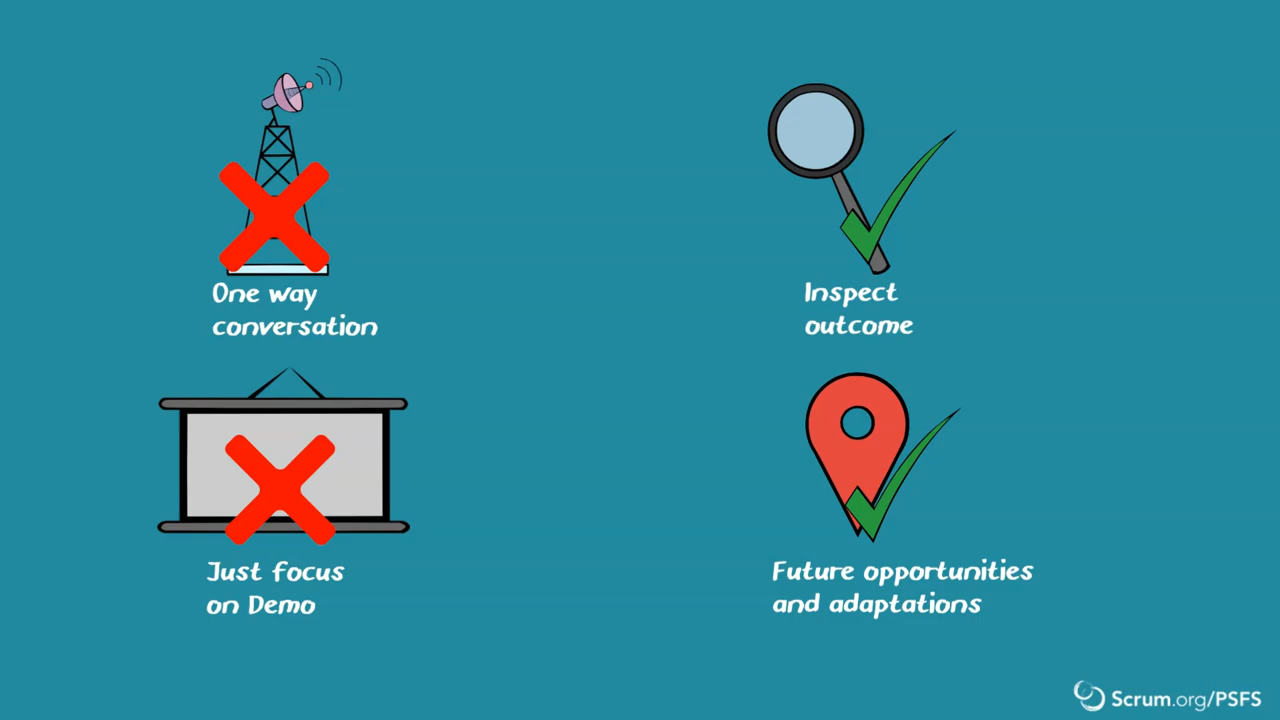 One way
conversation
Inspect
outcome
Just focus
on Demo
Future opportunities
and adaptations
Scrum.org/PSFS